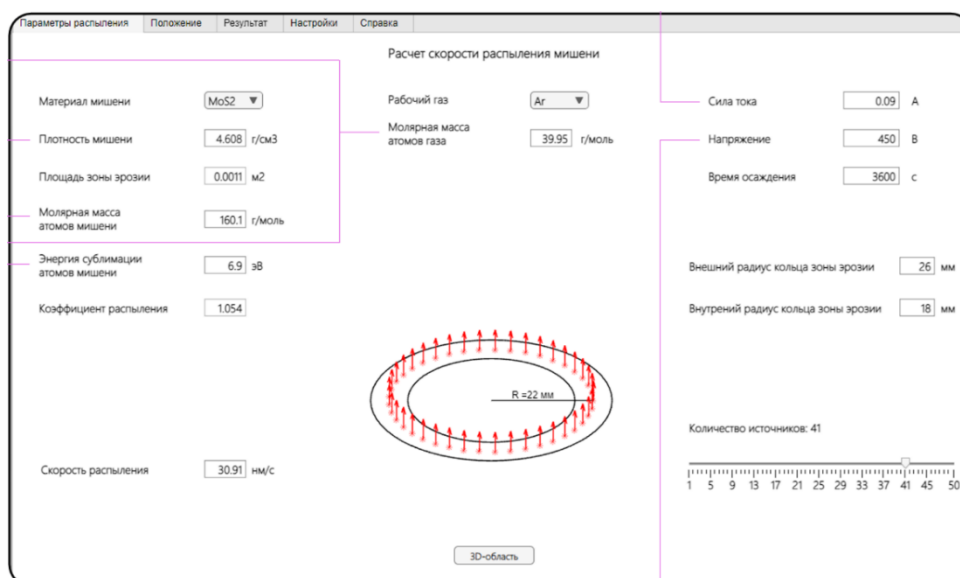 Параметры распыления Положение Результат Настройки Справка
Расчет скорости распыления мишени
Материал мишени MoS2
Плотность мишени 4.608 г/см3
Площадь зоны эрозии 0.0011 м2
Молярная масса
атомов мишени 160.1 г/моль
Энергия сублимации
атомов мишени 6.9 эВ
Коэффициент распыления 1.054
Скорость распыления 30.91 нм/с
Рабочий газ Ar
Молярная масса
атомов газа 39.95 г/моль
R =22 мм
3D-область
Сила тока 0.09 А
Напряжение 450 В
Время осаждения 3600 с
Внешний радиус кольца зоны эрозии 26 мм
Внутрений радиус кольца зоны эрозии 18 мм
Количество источников: 41
1 5 9 13 17 21 25 29 33 37 41 45 50